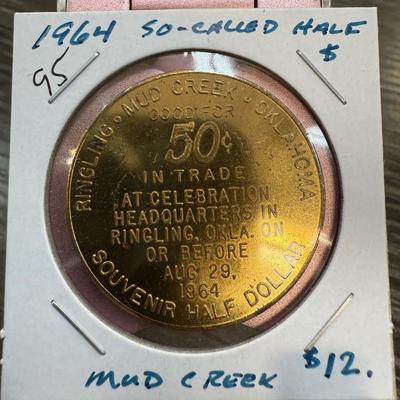 1964 SO-CALLED HALF $
95
RINGLING • MUD CREEK • OKLAHOMA
GOOD FOR
50¢
IN TRADE
AT CELEBRATION
HEADQUARTERS IN
RINGLING, OKLA. ON
OR BEFORE
AUG 29,
1964
SOUVENIR HALF DOLLAR
MUD CREEK $12.